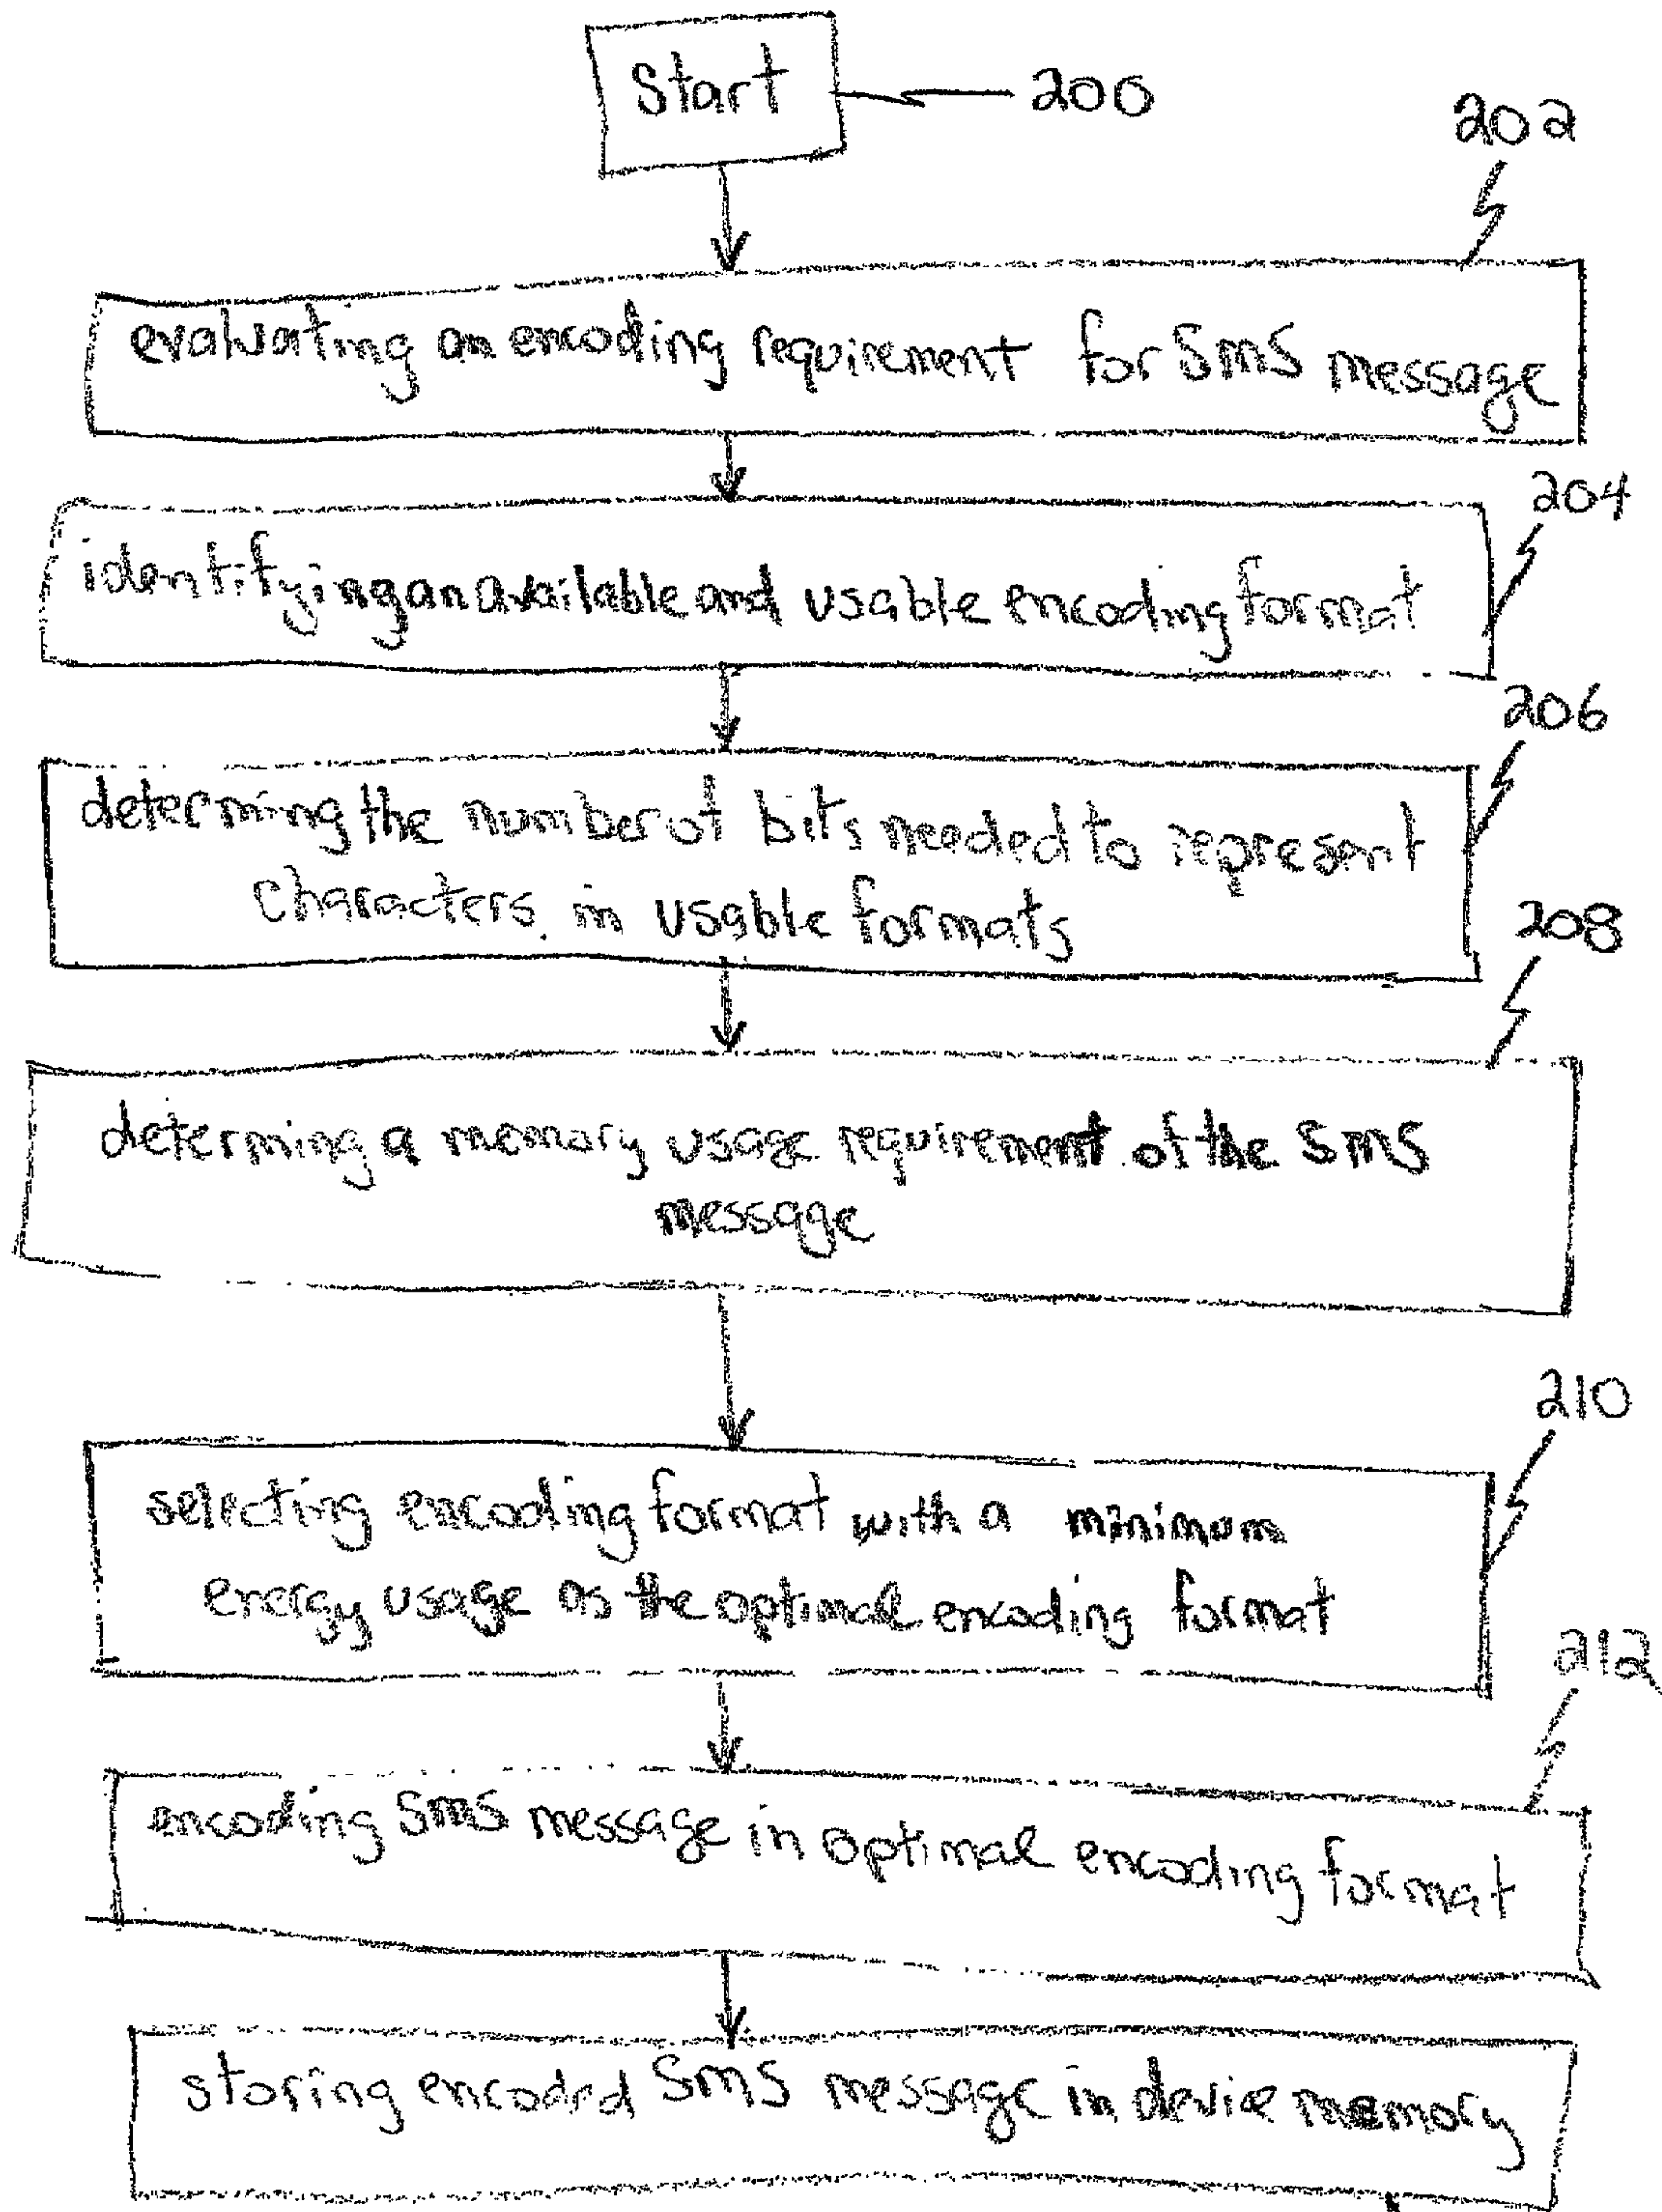 Start
200
202
evaluating an encoding requirement for SMS message
204
identifying an available and usable encoding format
206
determing the number of bits needed to represent
characters in usable formats
208
determing a memory usage requirement of the SMS
message
210
selecting encoding format with a minimum
energy usage as the optimal encoding format
212
encoding SMS message in optimal encoding format
storing encoded SMS message in device memory